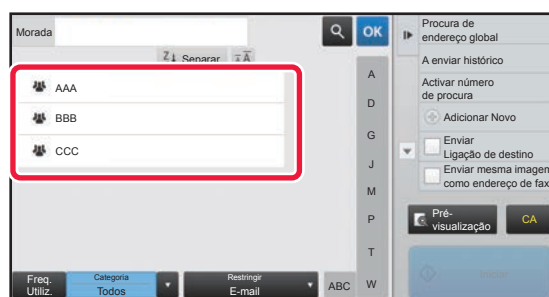 Morada
OK
Z↓ Separar
AAA
BBB
CCC
A
D
G
J
M
P
T
W
Freq.
Utiliz.
Categoria
Todos
Restringir
E-mail
ABC
Procura de
endereço global
A enviar histórico
Activar número
de procura
Adicionar Novo
Enviar
Ligação de destino
Enviar mesma imagem
como endereço de fax
Pré-
visualização
CA
Iniciar